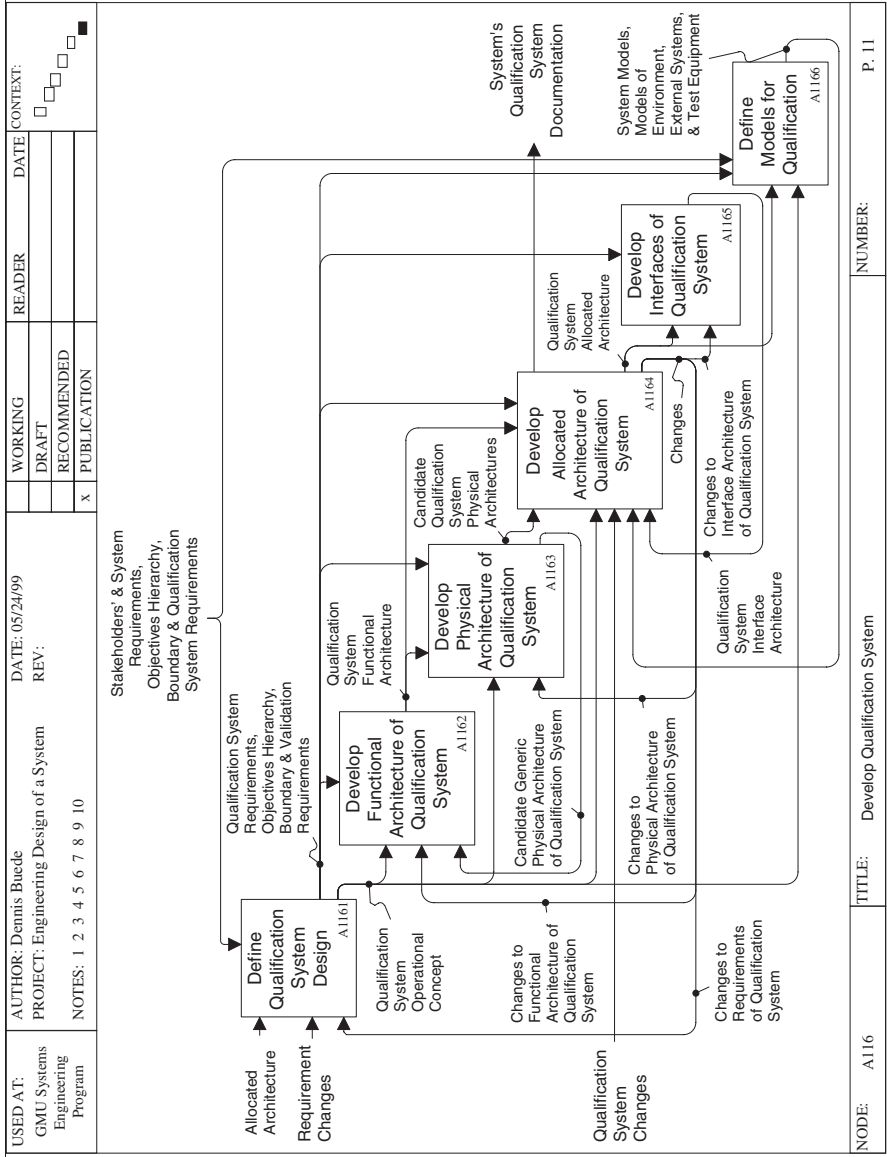 USED AT:
GMU Systems
Engineering
Program
AUTHOR: Dennis Buede
PROJECT: Engineering Design of a System
NOTES: 1 2 3 4 5 6 7 8 9 10
DATE: 05/24/99
REV:
WORKING
DRAFT
RECOMMENDED
x PUBLICATION
READER
DATE
CONTEXT:
Stakeholders' & System
Requirements,
Objectives Hierarchy,
Boundary & Qualification
System Requirements
Allocated
Architecture
Requirement
Changes
Define
Qualification
System
Design
A1161
Qualification System
Requirements,
Objectives Hierarchy,
Boundary & Validation
Requirements
Qualification
System
Operational
Concept
Develop
Functional
Architecture of
Qualification
System
A1162
Qualification
System
Functional
Architecture
Changes to
Functional
Architecture of
Qualification
System
Develop
Physical
Architecture of
Qualification
System
A1163
Candidate
Qualification
System
Physical
Architectures
Candidate Generic
Physical Architecture
of Qualification System
Changes to
Physical Architecture
of Qualification System
Qualification
System
Changes
Develop
Allocated
Architecture of
Qualification
System
A1164
System's
Qualification
System
Documentation
Qualification
System
Allocated
Architecture
Changes
Changes to
Interface Architecture
of Qualification System
Qualification
System
Interface
Architecture
Changes to
Requirements
of Qualification
System
Develop
Interfaces of
Qualification
System
A1165
System Models,
Models of
Environment,
External Systems,
& Test Equipment
Define
Models for
Qualification
A1166
NODE: A116
TITLE: Develop Qualification System
NUMBER:
P. 11